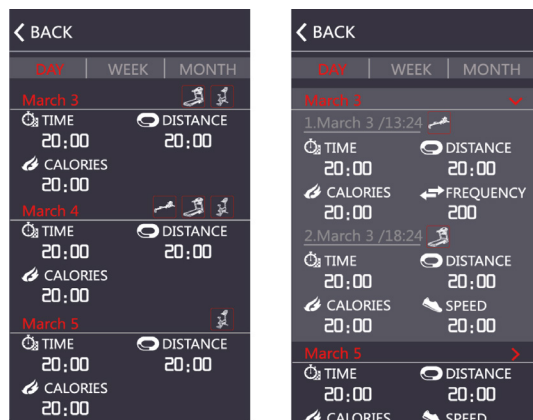 BACK
DAY WEEK MONTH
March 3
TIME DISTANCE
20:00 20:00
CALORIES
20:00
March 4
TIME DISTANCE
20:00 20:00
CALORIES
20:00
March 5
TIME DISTANCE
20:00 20:00
CALORIES
20:00
BACK
DAY WEEK MONTH
March 3
1.March 3 /13:24
TIME DISTANCE
20:00 20:00
CALORIES FREQUENCY
20:00 200
2.March 3 /18:24
TIME DISTANCE
20:00 20:00
CALORIES SPEED
20:00 20:00
March 5
TIME DISTANCE
20:00 20:00
CALORIES SPEED